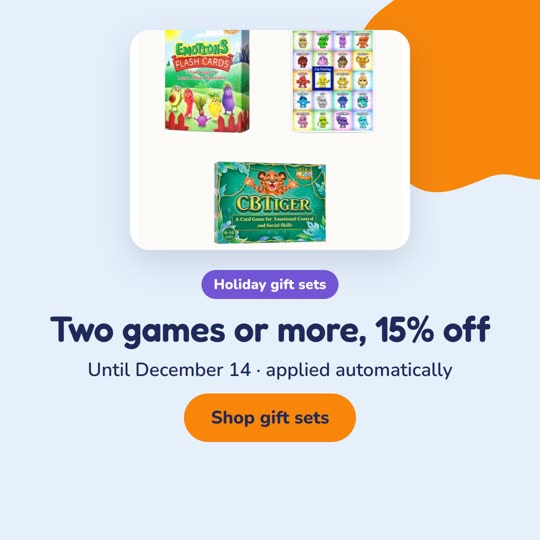 EMOTIONS
FLASH CARDS
I'm Feeling
CBTIGER
A Card Game for Emotional Control
and Social Skills
Holiday gift sets
Two games or more, 15% off
Until December 14 · applied automatically
Shop gift sets